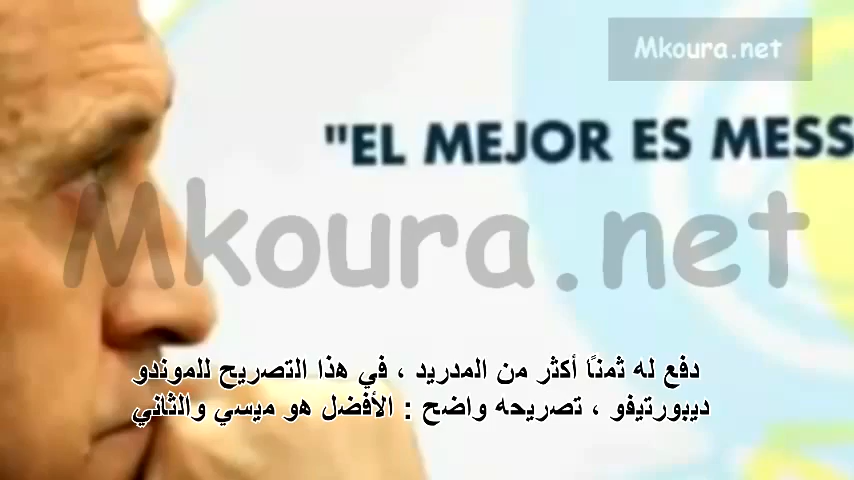 Mkoura.net
"EL MEJOR ES MESS
Mkoura.net
دفع له ثمنًا أكثر من المدريد ، في هذا التصريح للموندو
ديبورتيفو ، تصريحه واضح : الأفضل هو ميسي والثاني